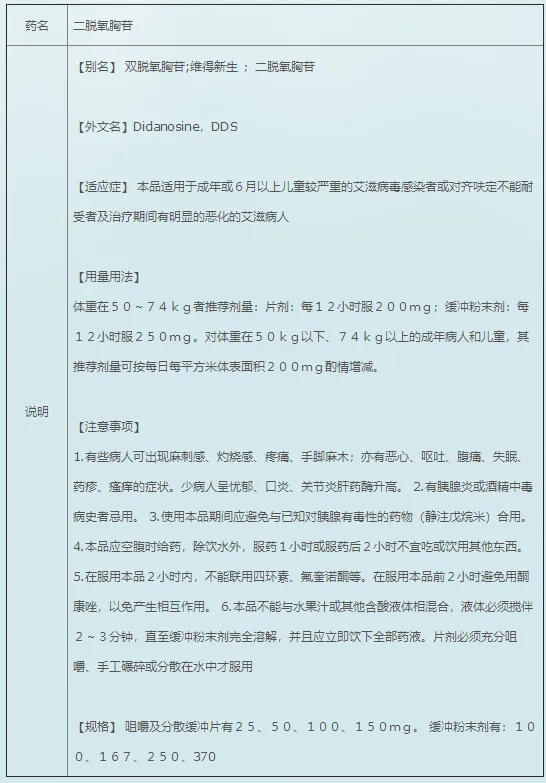 药名 二脱氧胸苷
【别名】 双脱氧胸苷;维得新生 ; 二脱氧胸苷
【外文名】Didanosine，DDS
【适应症】 本品适用于成年或６月以上儿童较严重的艾滋病毒感染者或对齐呋定不能耐
受者及治疗期间有明显的恶化的艾滋病人
【用量用法】
体重在５０～７４ｋｇ者推荐剂量：片剂：每１２小时服２００ｍｇ；缓冲粉末剂：每
１２小时服２５０ｍｇ。对体重在５０ｋｇ以下、７４ｋｇ以上的成年病人和儿童，其
推荐剂量可按每日每平方米体表面积２００ｍｇ酌情增减。
说明
【注意事项】
1.有些病人可出现麻刺感、灼烧感、疼痛、手脚麻木；亦有恶心、呕吐、腹痛、失眠、
药疹、瘙痒的症状。少病人呈忧郁、口炎、关节炎肝药酶升高。 2.有胰腺炎或酒精中毒
病史者忌用。 3.使用本品期间应避免与已知对胰腺有毒性的药物（静注戊烷米）合用。
4.本品应空腹时给药，除饮水外，服药１小时或服药后２小时不宜吃或饮用其他东西。
5.在服用本品２小时内，不能联用四环素、氟奎诺酮等。在服用本品前２小时避免用酮
康唑，以免产生相互作用。 6.本品不能与水果汁或其他含酸液体相混合，液体必须搅伴
２～３分钟，直至缓冲粉末剂完全溶解，并且应立即饮下全部药液。片剂必须充分咀
嚼、手工碾碎或分散在水中才服用
【规格】 咀嚼及分散缓冲片有２５、５０、１００、１５０ｍｇ。 缓冲粉末剂有：１０
０、１６７、２５０、370